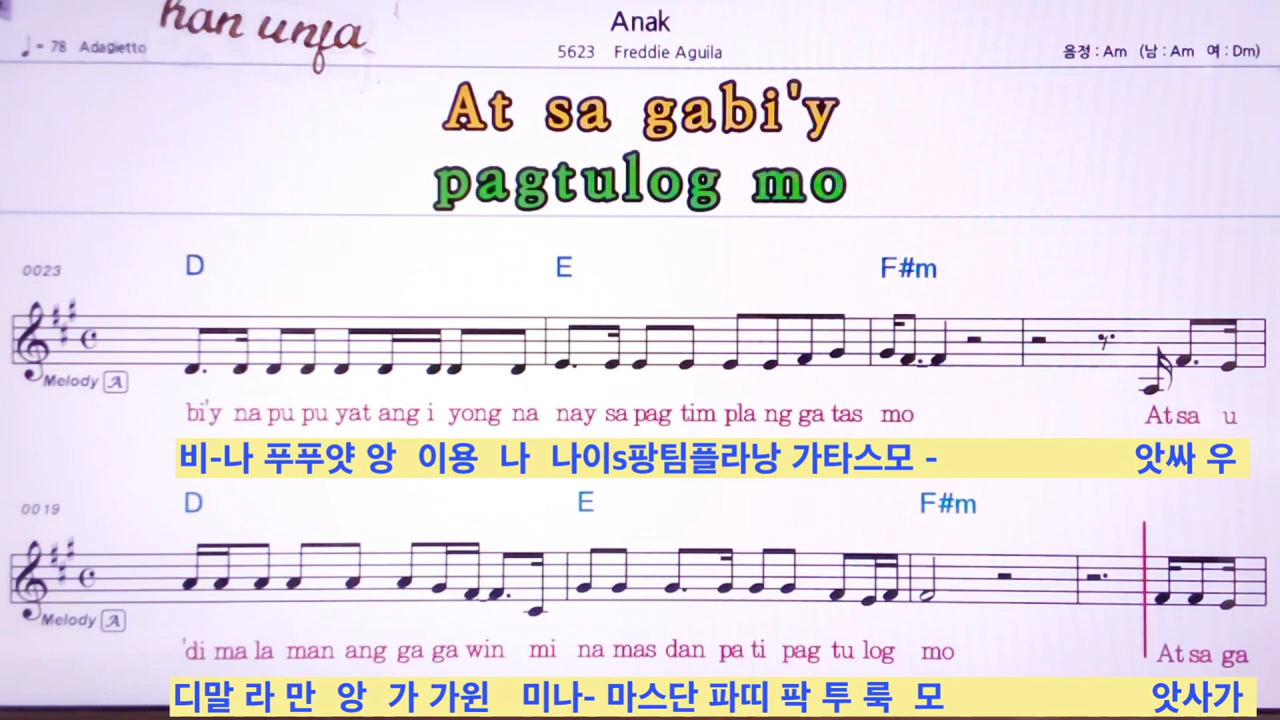 han unfa
Anak
♩= 78 Adagietto
5623 Freddie Aguila
음정 : Am (남 : Am 여 : Dm)
At sa gabi'y
pagtulog mo
0023
D E F#m
Melody A
bi'y na pu pu yat ang i yong na nay sa pag tim pla ng ga tas mo At sa u
비-나 푸푸얏 앙 이용 나 나이s팡팀플라낭 가타스모 - 앗싸 우
0019
D E F#m
Melody A
'di ma la man ang ga ga win mi na mas dan pa ti pag tu log mo At sa ga
디말 라 만 앙 가 가윈 미나- 마스단 파띠 팍 투 룩 모 앗사가